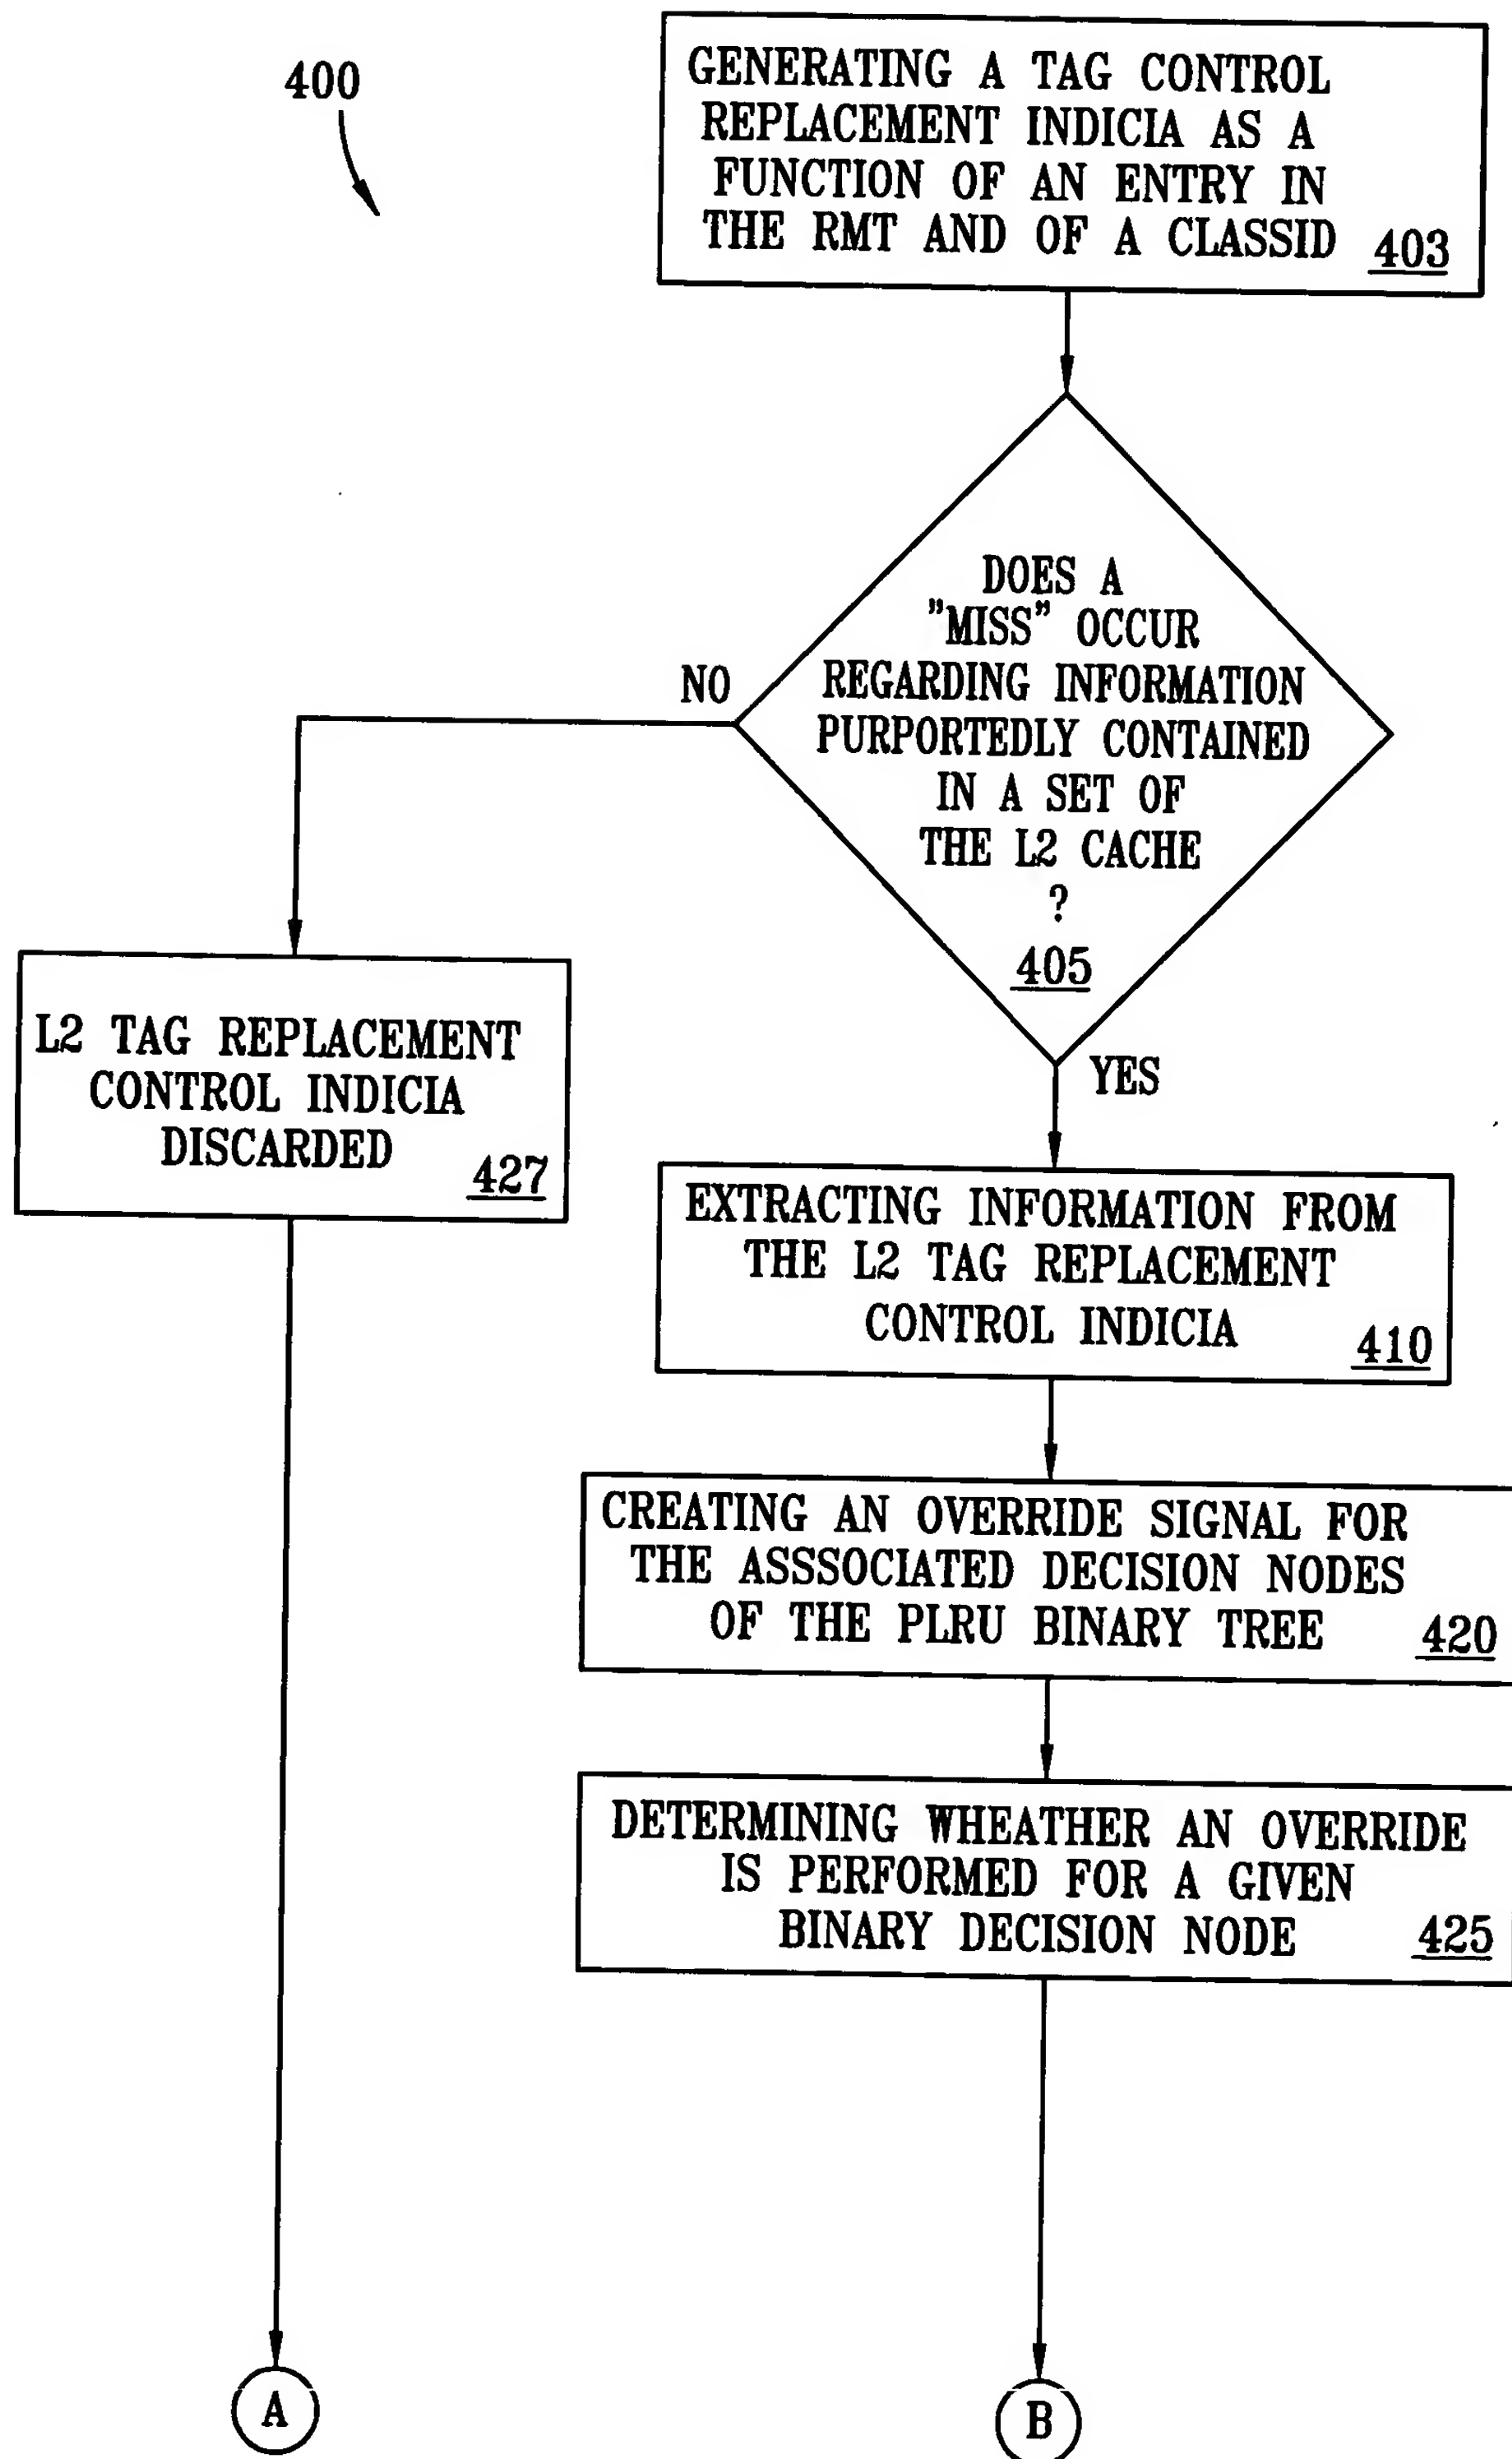 400
GENERATING A TAG CONTROL
REPLACEMENT INDICIA AS A
FUNCTION OF AN ENTRY IN
THE RMT AND OF A CLASSID 403
DOES A
"MISS" OCCUR
REGARDING INFORMATION
PURPORTEDLY CONTAINED
IN A SET OF
THE L2 CACHE
?
405
NO
YES
L2 TAG REPLACEMENT
CONTROL INDICIA
DISCARDED
427
EXTRACTING INFORMATION FROM
THE L2 TAG REPLACEMENT
CONTROL INDICIA
410
CREATING AN OVERRIDE SIGNAL FOR
THE ASSSOCIATED DECISION NODES
OF THE PLRU BINARY TREE 420
DETERMINING WHEATHER AN OVERRIDE
IS PERFORMED FOR A GIVEN
BINARY DECISION NODE 425
A
B